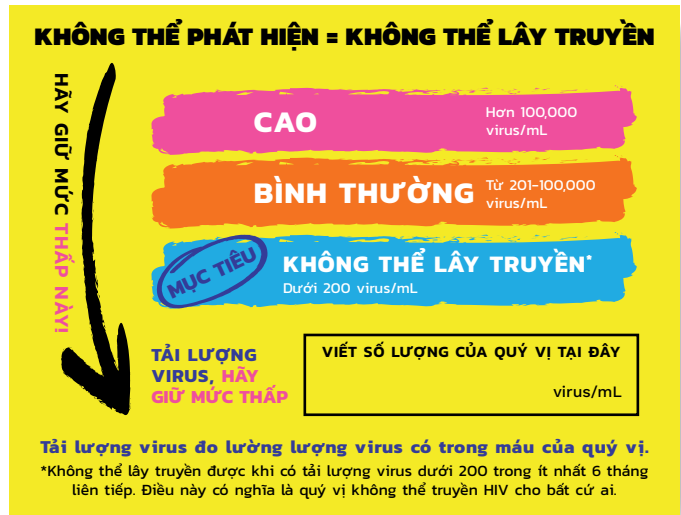 KHÔNG THỂ PHÁT HIỆN = KHÔNG THỂ LÂY TRUYỀN
HÃY GIỮ MỨC THẤP NÀY!
CAO
Hơn 100,000
virus/mL
BÌNH THƯỜNG
Từ 201-100,000
virus/mL
MỤC TIÊU
KHÔNG THỂ LÂY TRUYỀN*
Dưới 200 virus/mL
TẢI LƯỢNG
VIRUS, HÃY
GIỮ MỨC THẤP
VIẾT SỐ LƯỢNG CỦA QUÝ VỊ TẠI ĐÂY
virus/mL
Tải lượng virus đo lường lượng virus có trong máu của quý vị.
*Không thể lây truyền được khi có tải lượng virus dưới 200 trong ít nhất 6 tháng
liên tiếp. Điều này có nghĩa là quý vị không thể truyền HIV cho bất cứ ai.